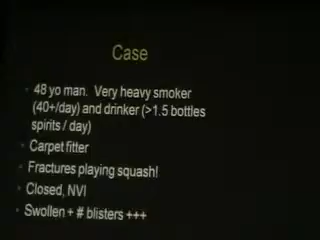 Case
48 yo man. Very heavy smoker
(40+/day) and drinker (>1.5 bottles
spirits / day)
Carpet fitter
Fractures playing squash!
Closed, NVI
Swollen + # blisters +++